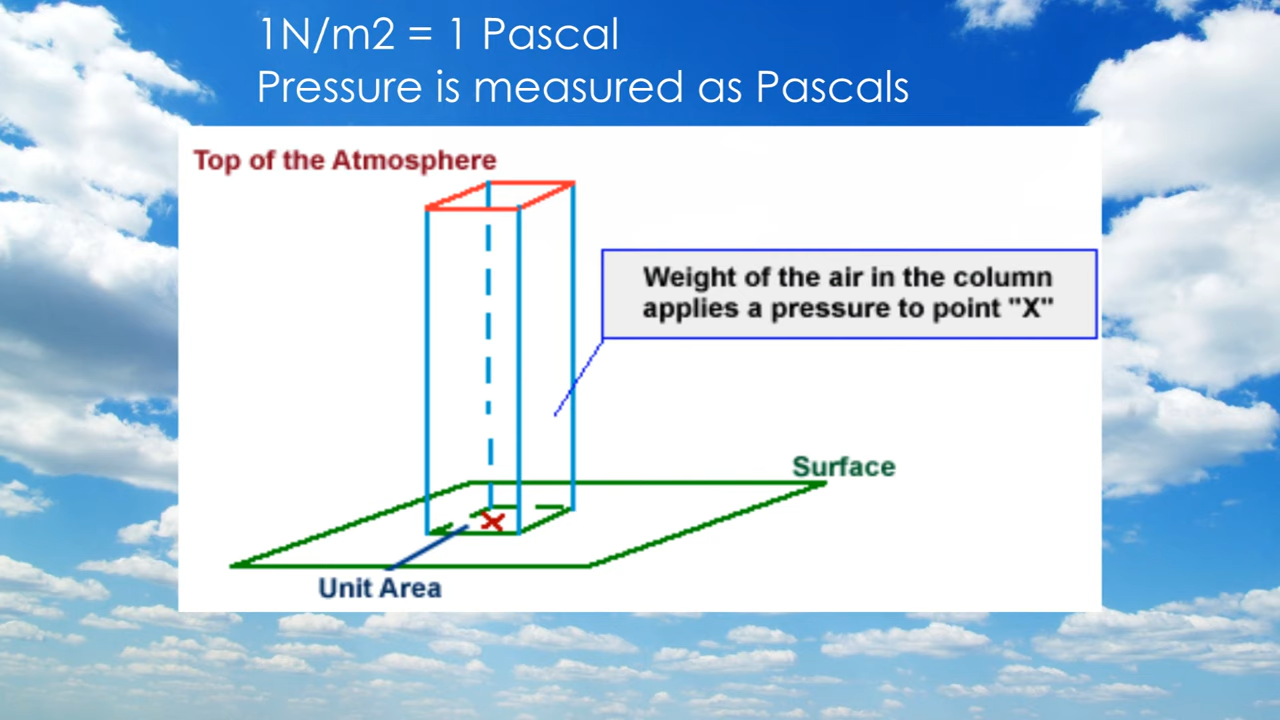 1N/m2 = 1 Pascal
Pressure is measured as Pascals
Top of the Atmosphere
Weight of the air in the column
applies a pressure to point "X"
Surface
X
Unit Area